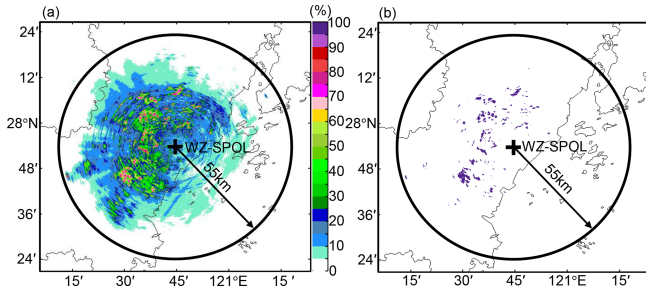 (a) (%) (b)
24′ 100 24′
90
12′ 80 12′
70
28°N 60 28°N
WZ-SPOL 50 WZ-SPOL
48′ 40 48′
55km 30 55km
36′ 20 36′
10
24′ 0 24′
15′ 30′ 45′ 121°E 15′ 15′ 30′ 45′ 121°E 15′